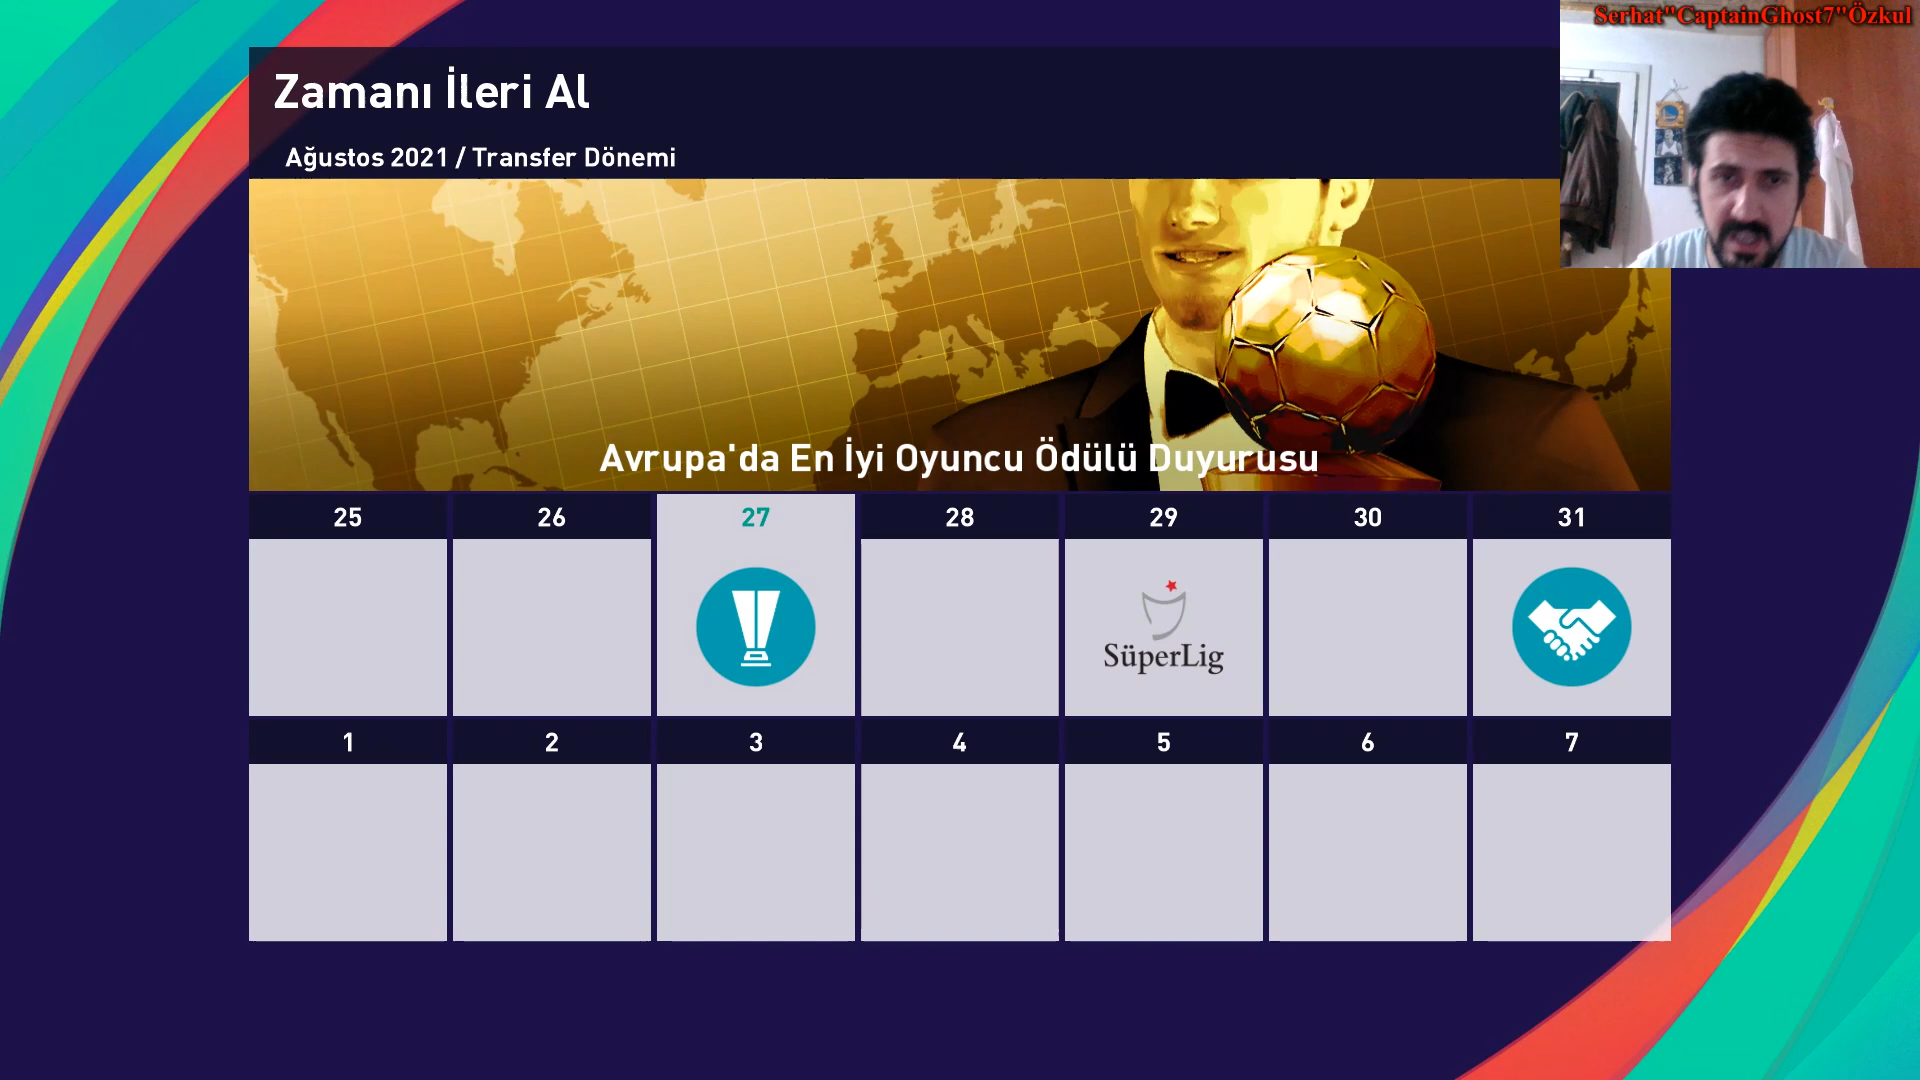 Serhat"CaptainGhost7"Özkul
Zamanı İleri Al
Ağustos 2021 / Transfer Dönemi
Avrupa'da En İyi Oyuncu Ödülü Duyurusu
25 26 27 28 29 30 31
SüperLig
1 2 3 4 5 6 7